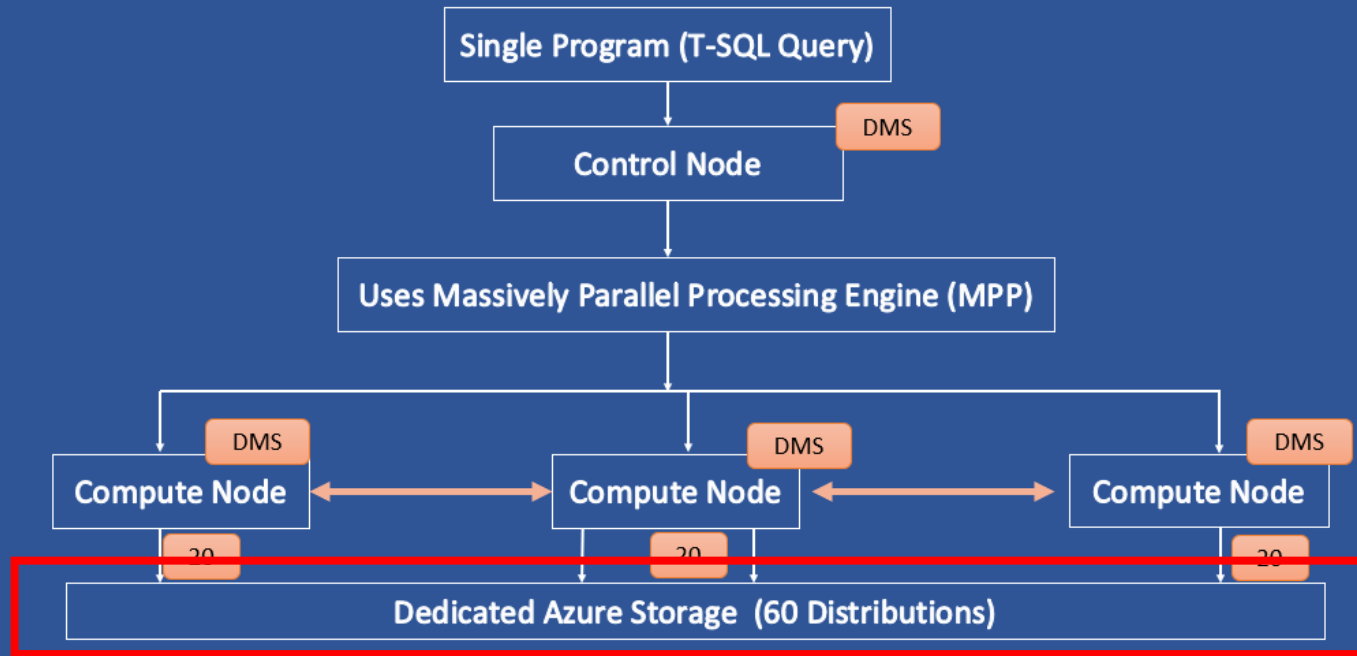 Single Program (T-SQL Query)
DMS
Control Node
Uses Massively Parallel Processing Engine (MPP)
DMS
DMS
DMS
Compute Node
Compute Node
Compute Node
20
20
20
Dedicated Azure Storage (60 Distributions)